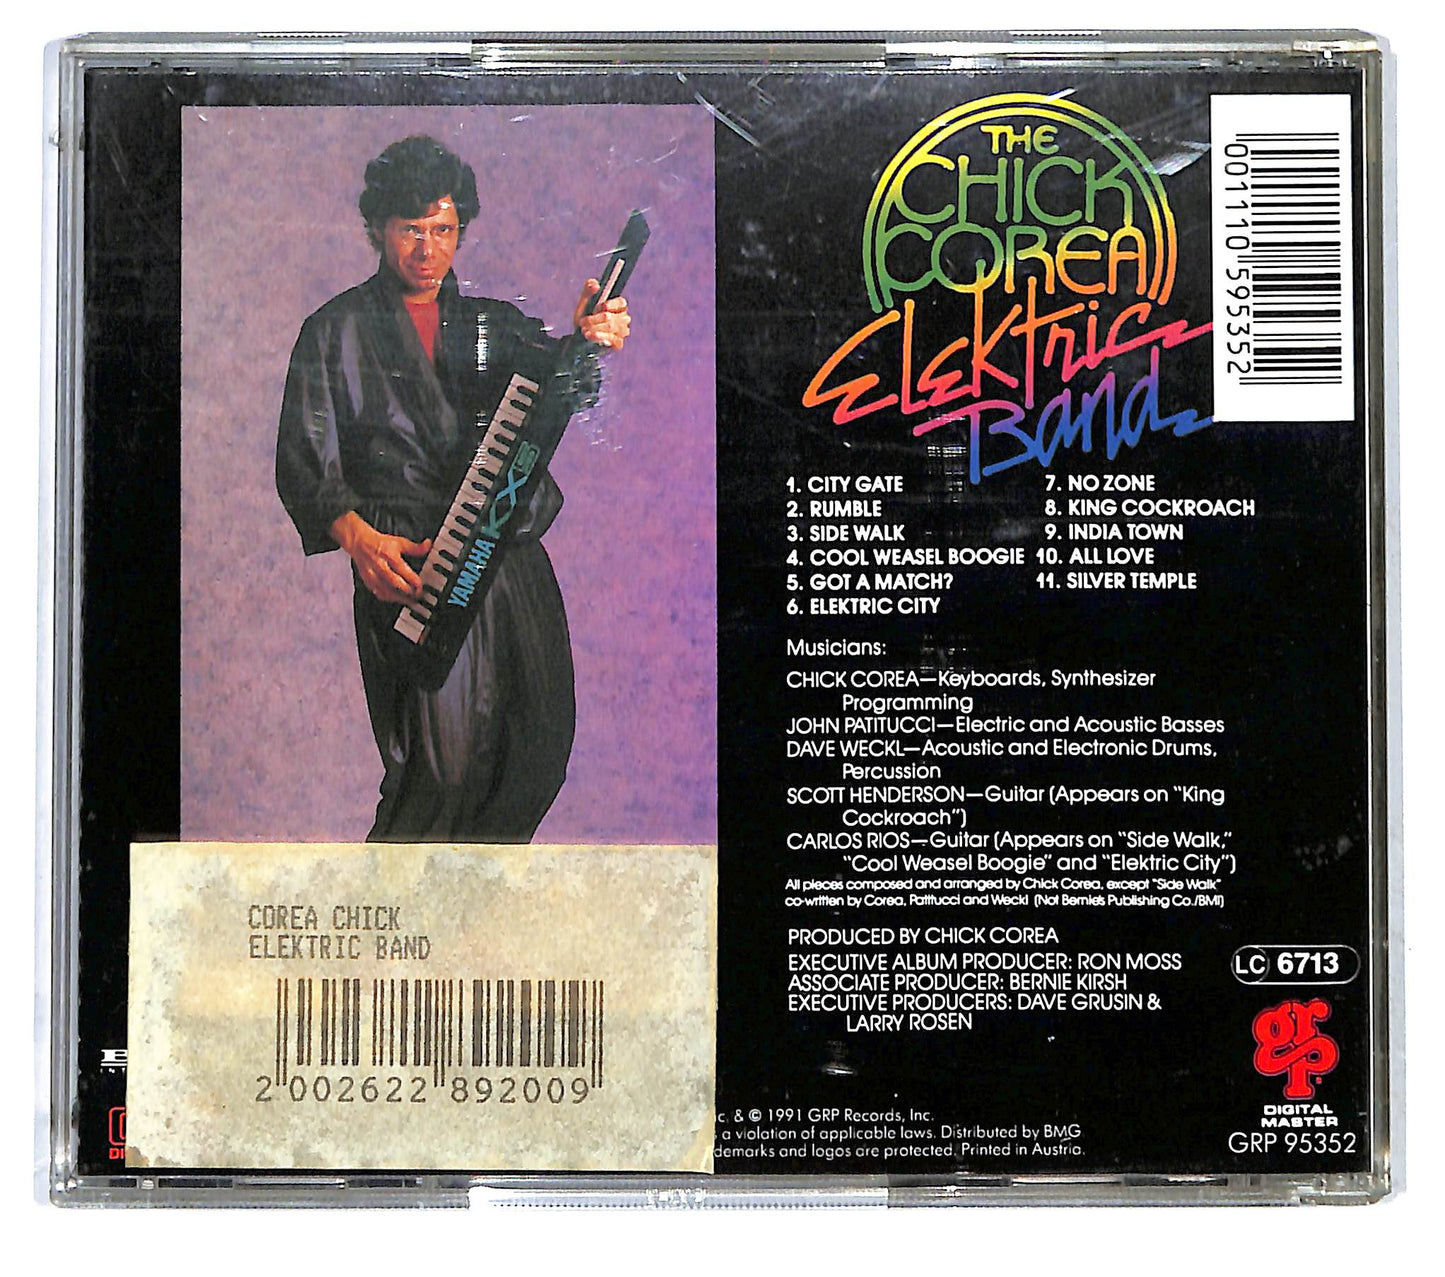 THE
CHICK
COREA
Elektric
Band
0011105 95352
1. CITY GATE
2. RUMBLE
3. SIDE WALK
4. COOL WEASEL BOOGIE
5. GOT A MATCH?
6. ELEKTRIC CITY
7. NO ZONE
8. KING COCKROACH
9. INDIA TOWN
10. ALL LOVE
11. SILVER TEMPLE
Musicians:
CHICK COREA—Keyboards, Synthesizer
Programming
JOHN PATITUCCI—Electric and Acoustic Basses
DAVE WECKL—Acoustic and Electronic Drums,
Percussion
SCOTT HENDERSON—Guitar (Appears on "King
Cockroach")
CARLOS RIOS—Guitar (Appears on "Side Walk,"
"Cool Weasel Boogie" and "Elektric City")
All pieces composed and arranged by Chick Corea, except "Side Walk"
co-written by Corea, Patitucci and Weckl (Not Bernie's Publishing Co./BMI)
PRODUCED BY CHICK COREA
EXECUTIVE ALBUM PRODUCER: RON MOSS
ASSOCIATE PRODUCER: BERNIE KIRSH
EXECUTIVE PRODUCERS: DAVE GRUSIN &
LARRY ROSEN
LC 6713
grp
DIGITAL
MASTER
GRP 95352
YAMAHA KX5
COREA CHICK
ELEKTRIC BAND
2 002622 892009
& © 1991 GRP Records, Inc.
a violation of applicable laws. Distributed by BMG
and logos are protected. Printed in Austria.